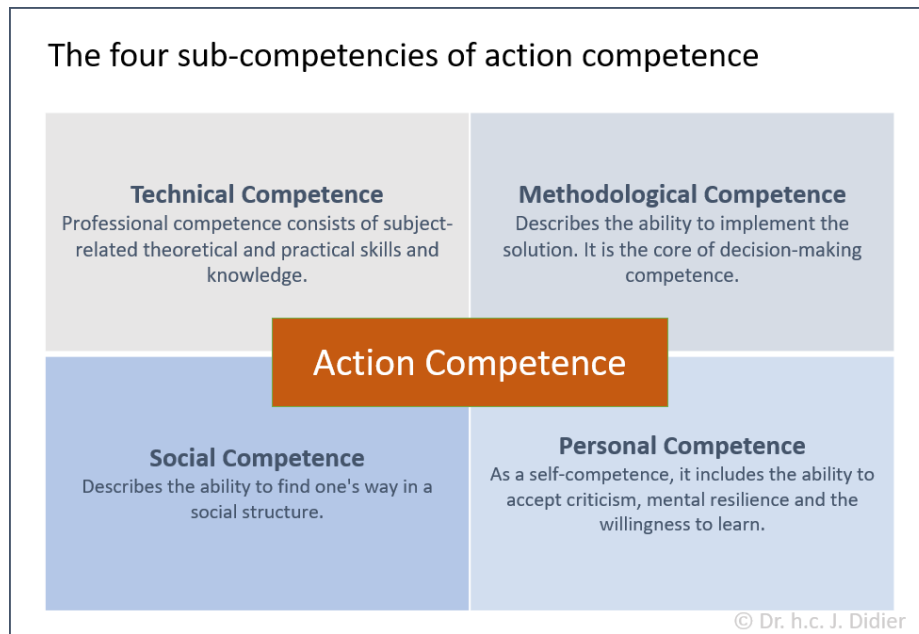 The four sub-competencies of action competence
Technical Competence
Professional competence consists of subject-
related theoretical and practical skills and
knowledge.
Methodological Competence
Describes the ability to implement the
solution. It is the core of decision-making
competence.
Action Competence
Social Competence
Describes the ability to find one's way in a
social structure.
Personal Competence
As a self-competence, it includes the ability to
accept criticism, mental resilience and the
willingness to learn.
© Dr. h.c. J. Didier